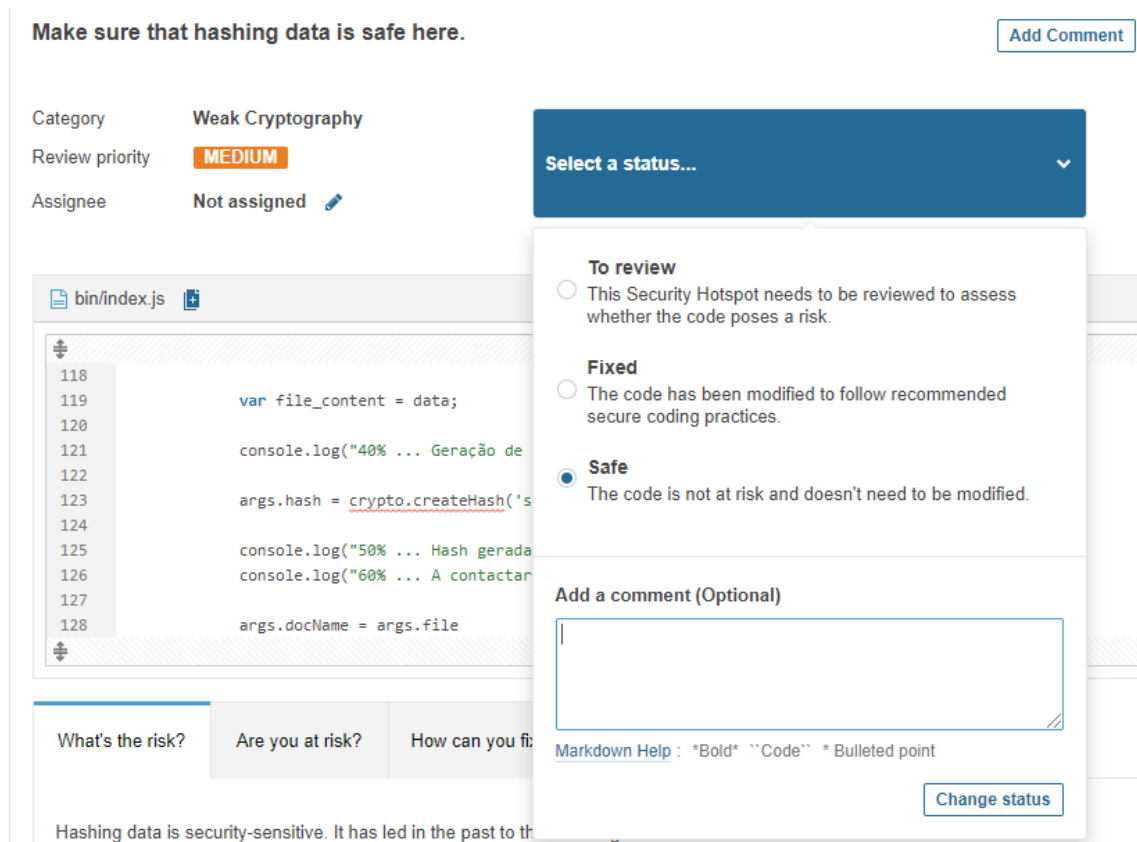 Make sure that hashing data is safe here.
Add Comment
Category Weak Cryptography
Review priority MEDIUM
Assignee Not assigned
Select a status...
To review
This Security Hotspot needs to be reviewed to assess
whether the code poses a risk.
Fixed
The code has been modified to follow recommended
secure coding practices.
Safe
The code is not at risk and doesn't need to be modified.
Add a comment (Optional)
Markdown Help : *Bold* ``Code`` * Bulleted point
Change status
bin/index.js
118
119 var file_content = data;
120
121 console.log("40% ... Geração de
122
123 args.hash = crypto.createHash('s
124
125 console.log("50% ... Hash gerada
126 console.log("60% ... A contactar
127
128 args.docName = args.file
What's the risk? Are you at risk? How can you
Hashing data is security-sensitive. It has led in the past to